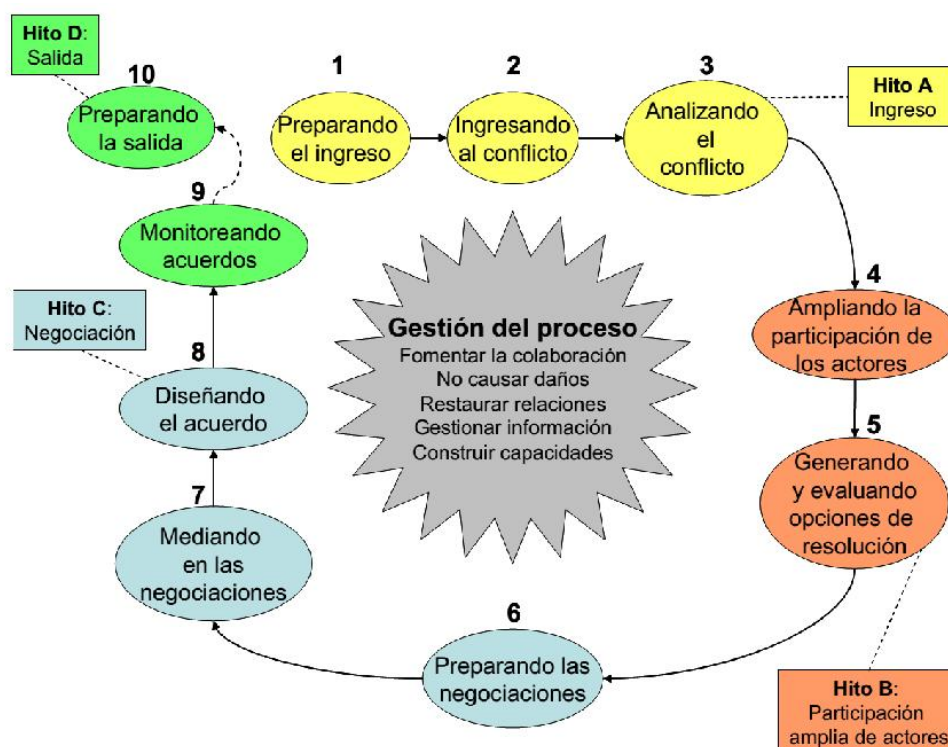 Hito D:
Salida
10
Preparando
la salida
1
Preparando
el ingreso
2
Ingresando
al conflicto
3
Analizando
el
conflicto
Hito A
Ingreso
4
Ampliando la
participación de
los actores
5
Generando
y evaluando
opciones de
resolución
Hito B:
Participación
amplia de actores
6
Preparando las
negociaciones
7
Mediando
en las
negociaciones
8
Diseñando
el acuerdo
Hito C:
Negociación
9
Monitoreando
acuerdos
Gestión del proceso
Fomentar la colaboración
No causar daños
Restaurar relaciones
Gestionar información
Construir capacidades